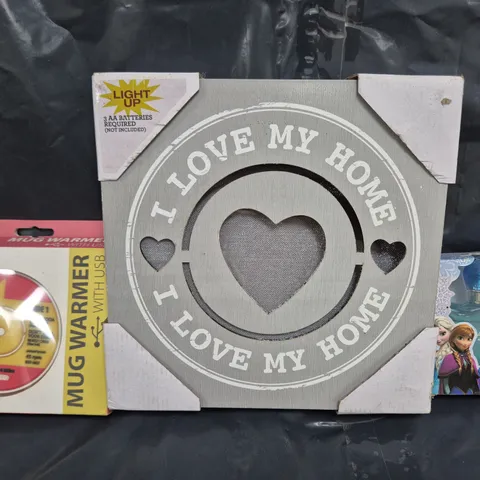 LIGHT
UP
3 AA BATTERIES
REQUIRED
(NOT INCLUDED)
I LOVE MY HOME
I LOVE MY HOME
MUG WARMER
MUG WARMER
WITH USB